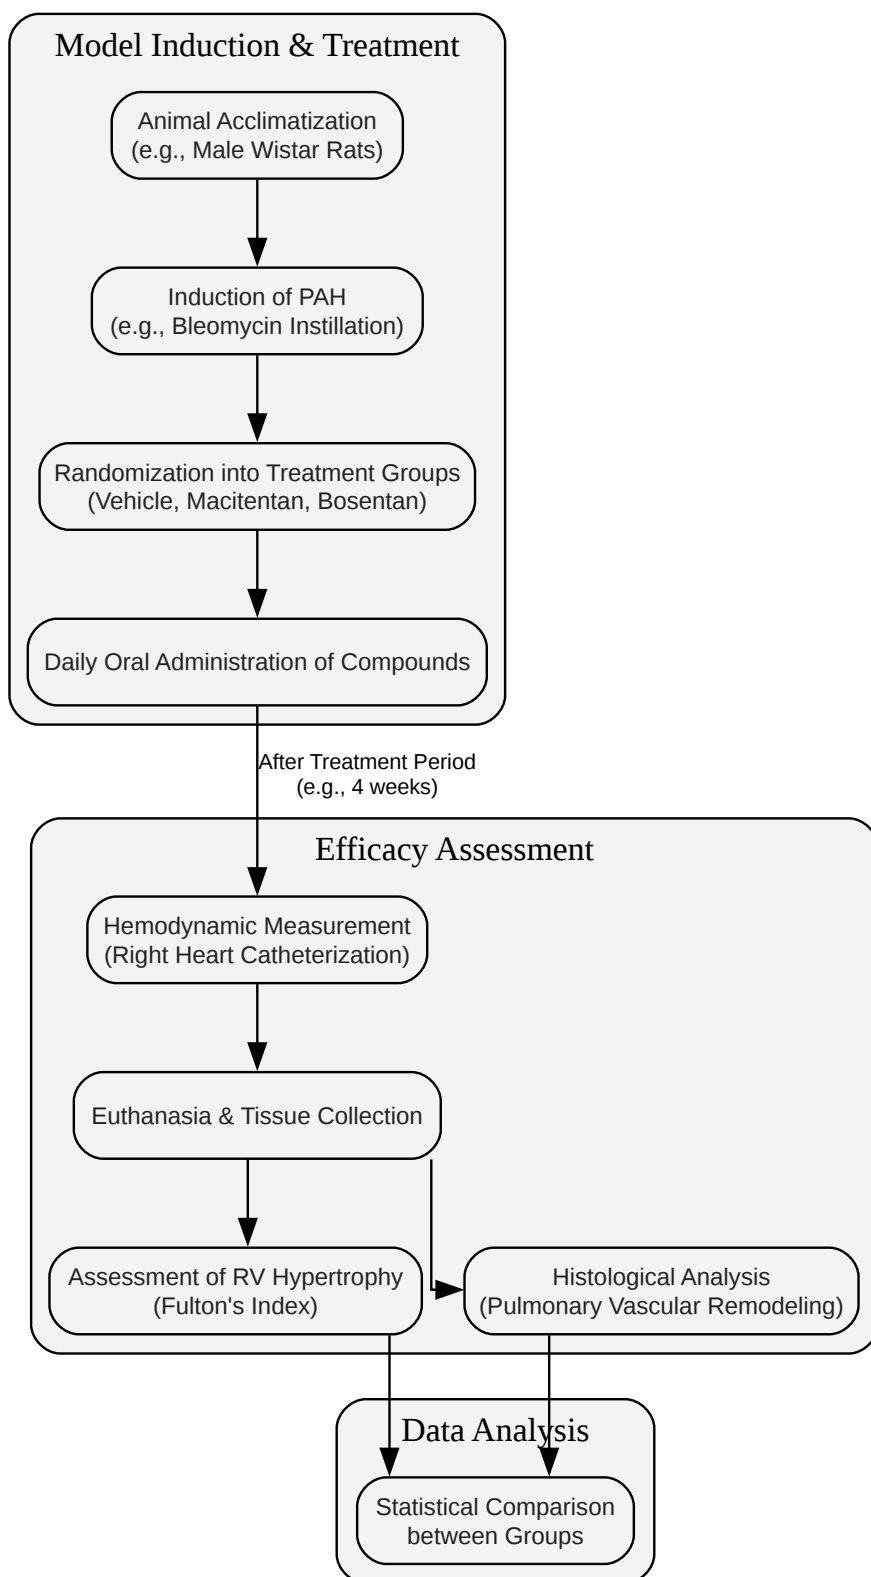 Model Induction & Treatment
Animal Acclimatization
(e.g., Male Wistar Rats)
Induction of PAH
(e.g., Bleomycin Instillation)
Randomization into Treatment Groups
(Vehicle, Macitentan, Bosentan)
Daily Oral Administration of Compounds
After Treatment Period
(e.g., 4 weeks)
Efficacy Assessment
Hemodynamic Measurement
(Right Heart Catheterization)
Euthanasia & Tissue Collection
Assessment of RV Hypertrophy
(Fulton's Index)
Histological Analysis
(Pulmonary Vascular Remodeling)
Data Analysis
Statistical Comparison
between Groups